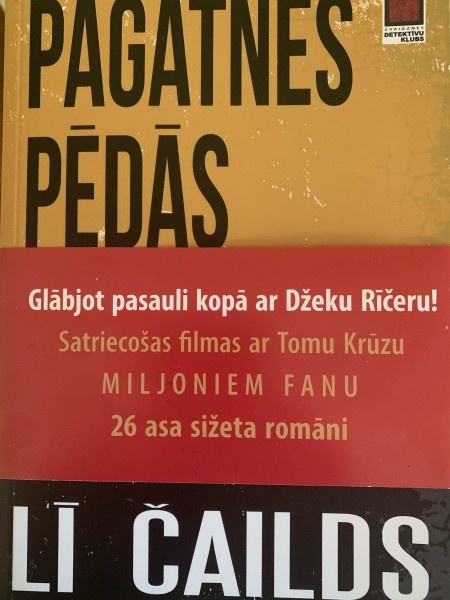 PAGATNES
ZVAIGZNES
DETEKTĪVU
KLUBS
PĒDĀS
Glābjot pasauli kopā ar Džeku Rīčeru!
Satriecošas filmas ar Tomu Krūzu
MILJONIEM FANU
26 asa sižeta romāni
LĪ ČAILDS